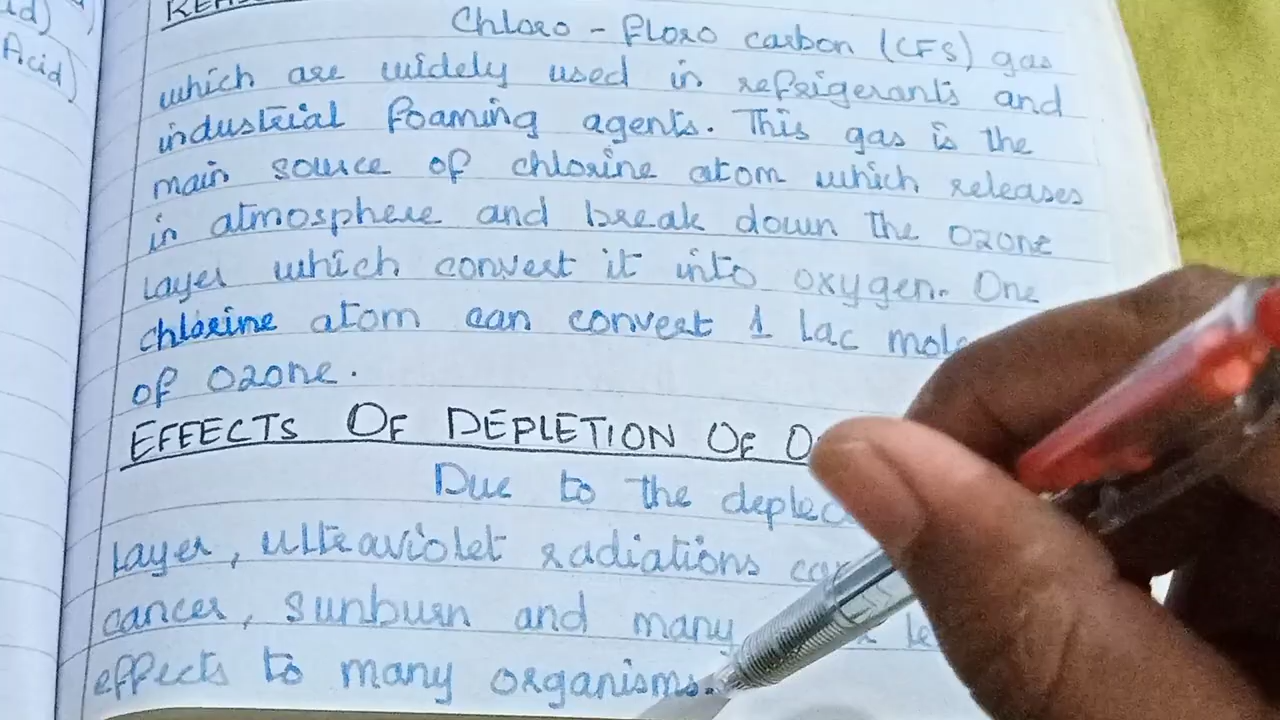 Acid)
Chloro - floro carbon (CFS) gas
which are widely used in refrigerants and
industrial foaming agents. This gas is the
main source of chlorine atom which releases
in atmosphere and break down the ozone
layer which convert it into oxygen. One
chlorine atom can convert 1 lac
of ozone.
EFFECTS OF DEPLETION OF
Due to the
layer, ultraviolet radiations
cancer, sunburn and many
effects to many organisms.